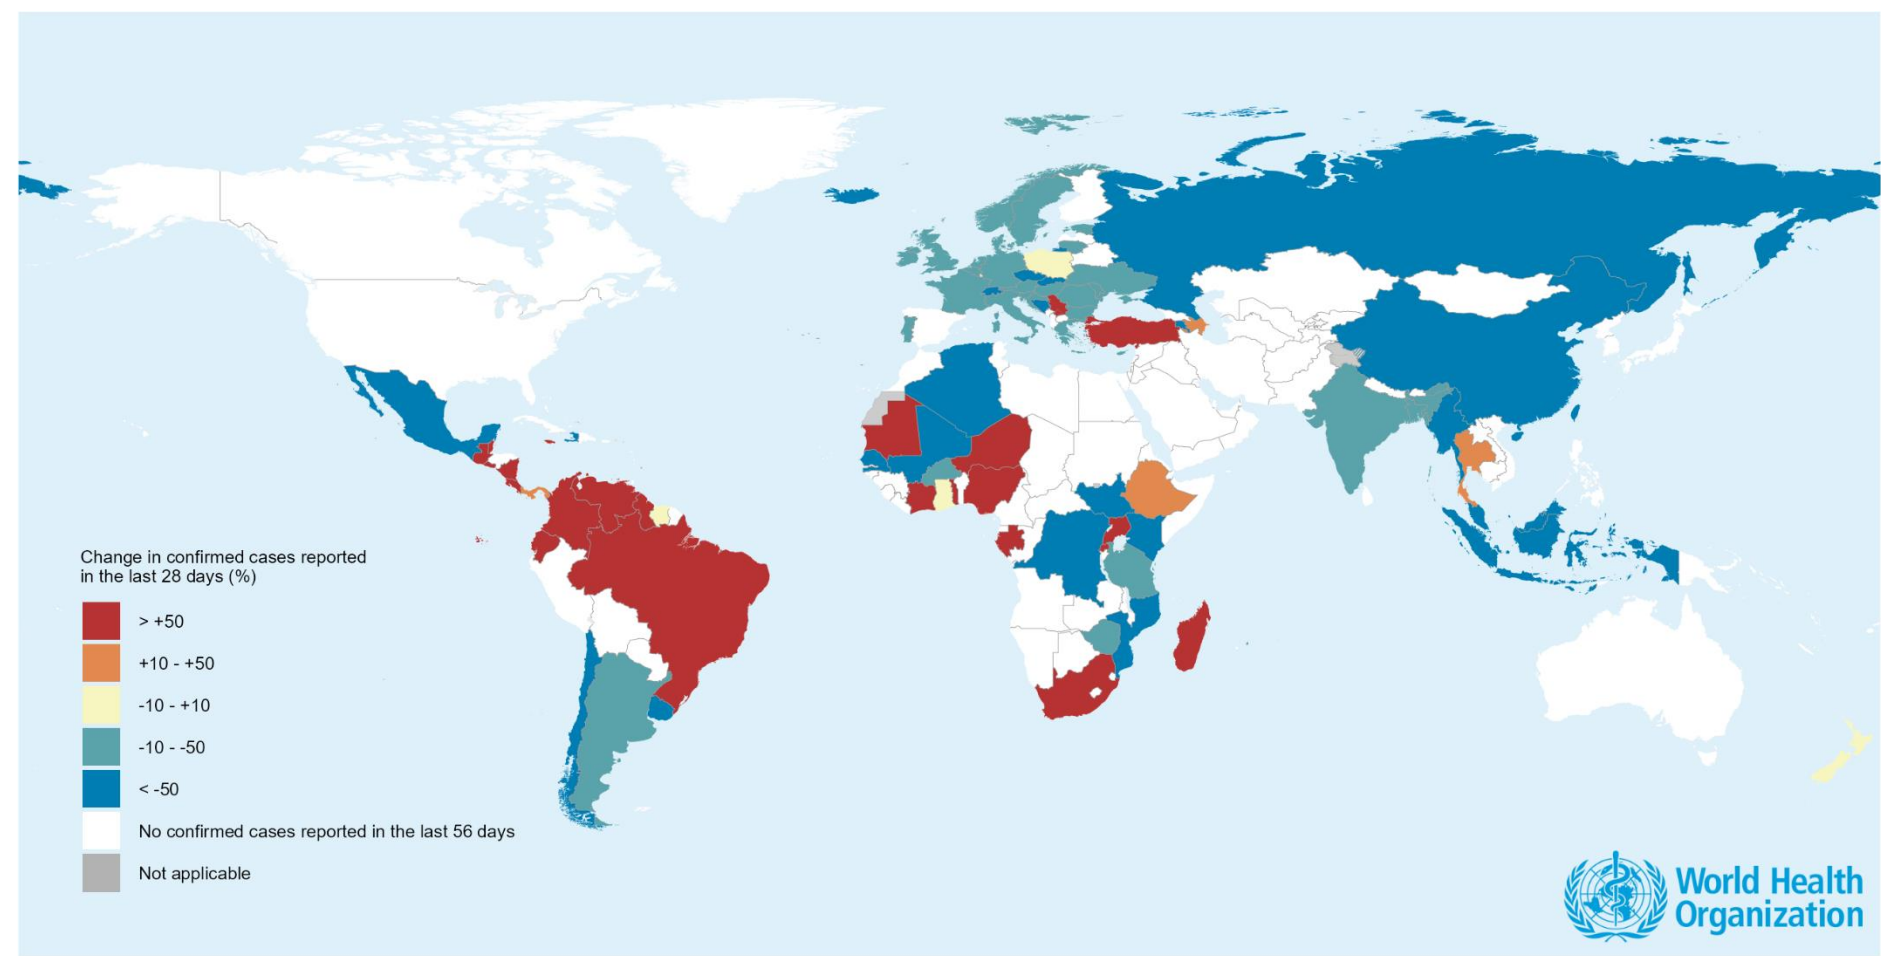 Change in confirmed cases reported
in the last 28 days (%)
> +50
+10 - +50
-10 - +10
-10 - -50
< -50
No confirmed cases reported in the last 56 days
Not applicable
World Health
Organization